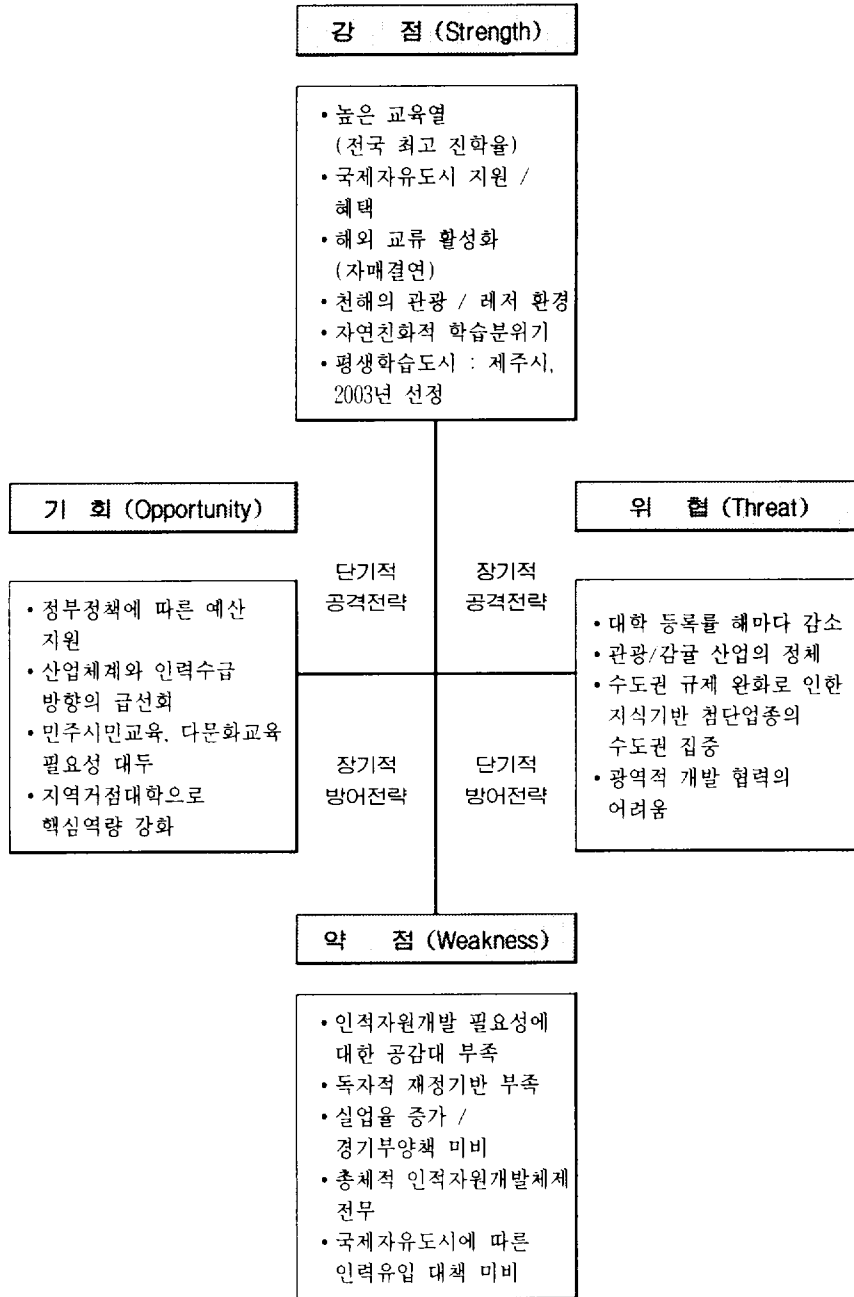 강 점 (Strength)
• 높은 교육열
(전국 최고 진학율)
• 국제자유도시 지원 /
혜택
• 해외 교류 활성화
(자매결연)
• 천해의 관광 / 레저 환경
• 자연친화적 학습분위기
• 평생학습도시 : 제주시,
2003년 선정
기 회 (Opportunity)
• 정부정책에 따른 예산
지원
• 산업체계와 인력수급
방향의 급선회
• 민주시민교육, 다문화교육
필요성 대두
• 지역거점대학으로
핵심역량 강화
단기적
공격전략
장기적
공격전략
장기적
방어전략
단기적
방어전략
위 협 (Threat)
• 대학 등록률 해마다 감소
• 관광/감귤 산업의 정체
• 수도권 규제 완화로 인한
지식기반 첨단업종의
수도권 집중
• 광역적 개발 협력의
어려움
약 점 (Weakness)
• 인적자원개발 필요성에
대한 공감대 부족
• 독자적 재정기반 부족
• 실업율 증가 /
경기부양책 미비
• 총체적 인적자원개발체제
전무
• 국제자유도시에 따른
인력유입 대책 미비